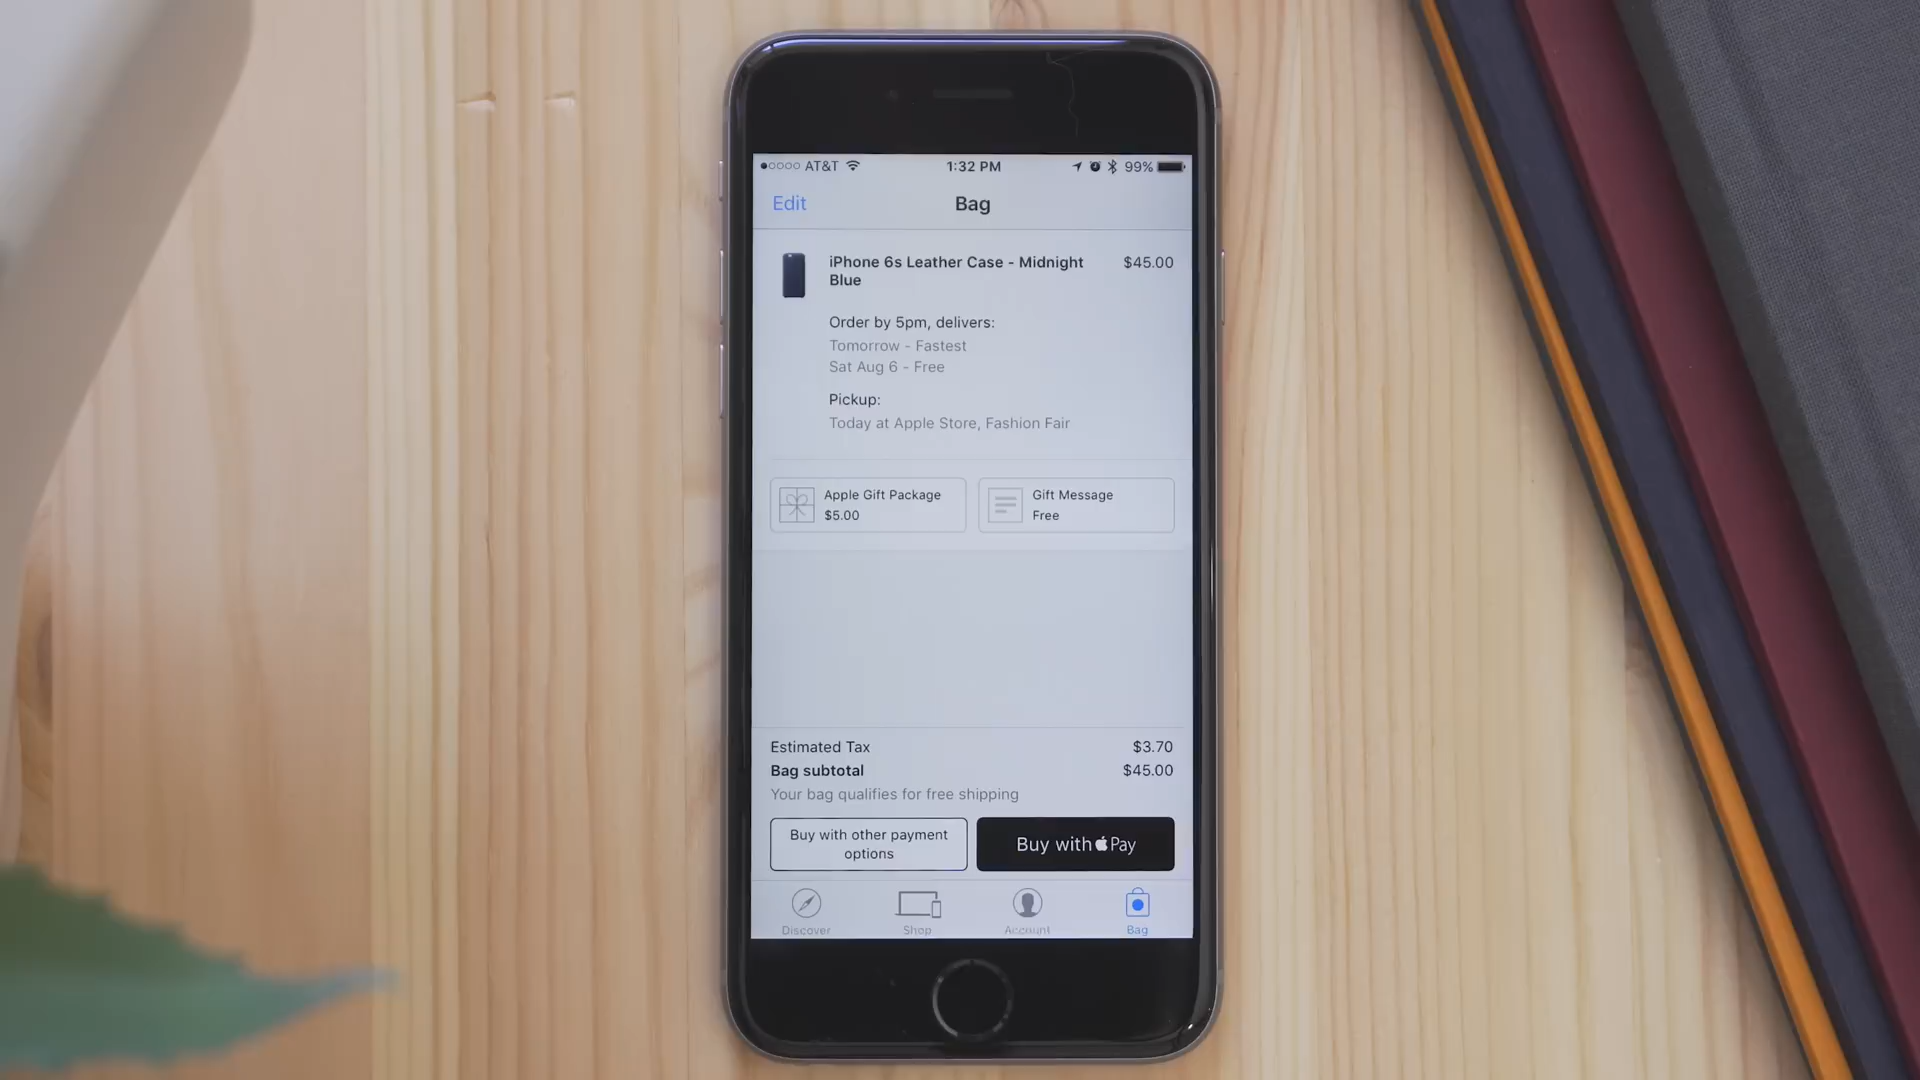 AT&T 1:32 PM 99%
Edit Bag
iPhone 6s Leather Case - Midnight $45.00
Blue
Order by 5pm, delivers:
Tomorrow - Fastest
Sat Aug 6 - Free
Pickup:
Today at Apple Store, Fashion Fair
Apple Gift Package
$5.00
Gift Message
Free
Estimated Tax $3.70
Bag subtotal $45.00
Your bag qualifies for free shipping
Buy with other payment
options
Buy with Pay
Discover Shop Account Bag